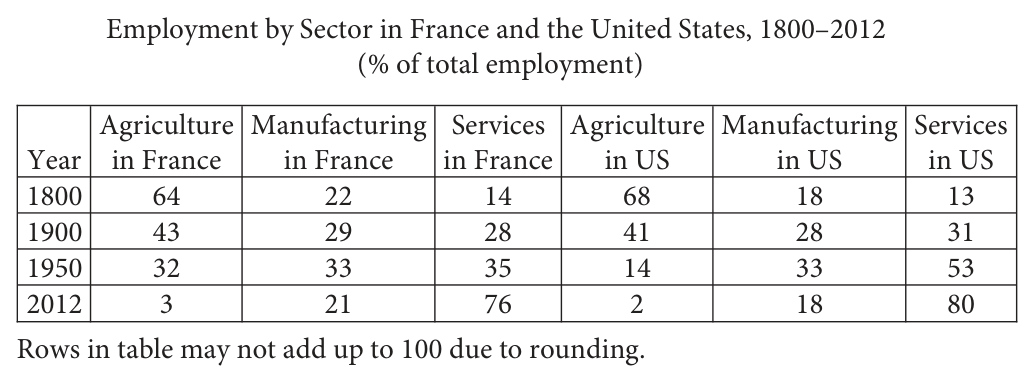 Employment by Sector in France and the United States, 1800–2012
(% of total employment)
Year | Agriculture in France | Manufacturing in France | Services in France | Agriculture in US | Manufacturing in US | Services in US
1800 | 64 | 22 | 14 | 68 | 18 | 13
1900 | 43 | 29 | 28 | 41 | 28 | 31
1950 | 32 | 33 | 35 | 14 | 33 | 53
2012 | 3 | 21 | 76 | 2 | 18 | 80
Rows in table may not add up to 100 due to rounding.